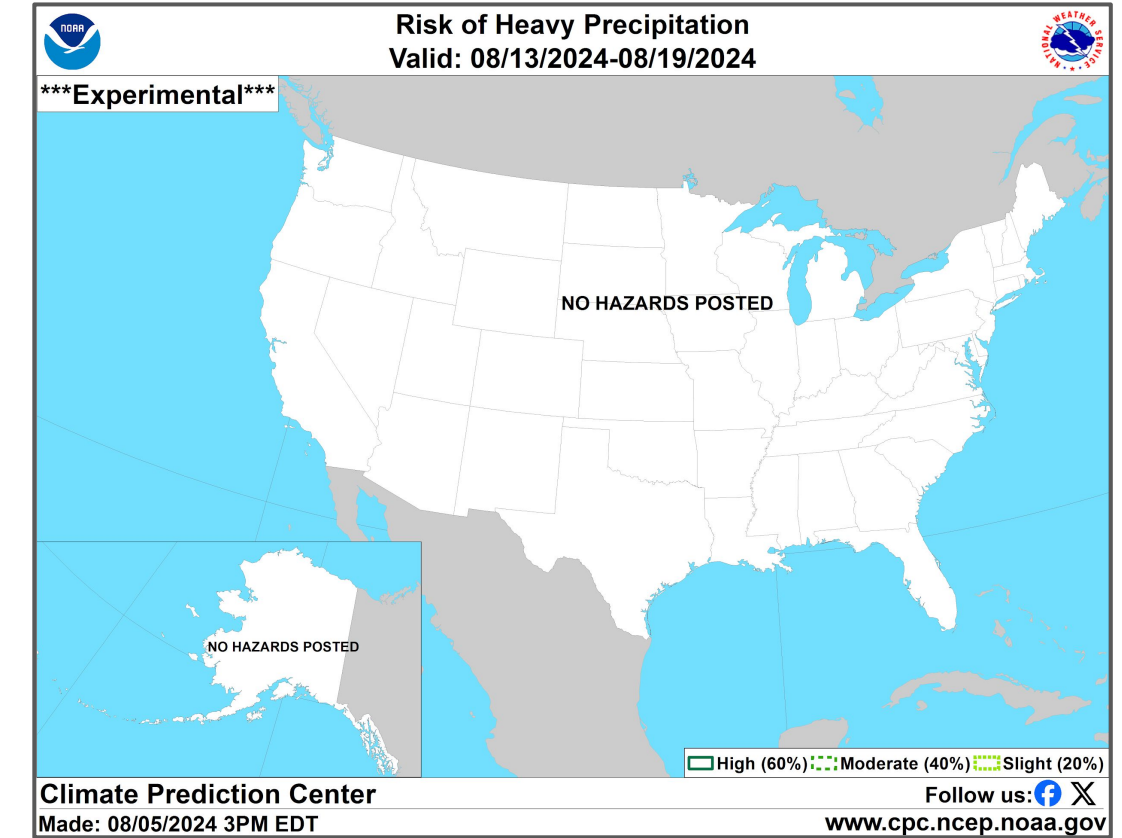 NOAA
Risk of Heavy Precipitation
Valid: 08/13/2024-08/19/2024
NATIONAL WEATHER SERVICE
***Experimental***
NO HAZARDS POSTED
NO HAZARDS POSTED
High (60%) Moderate (40%) Slight (20%)
Climate Prediction Center
Follow us:
Made: 08/05/2024 3PM EDT
www.cpc.ncep.noaa.gov